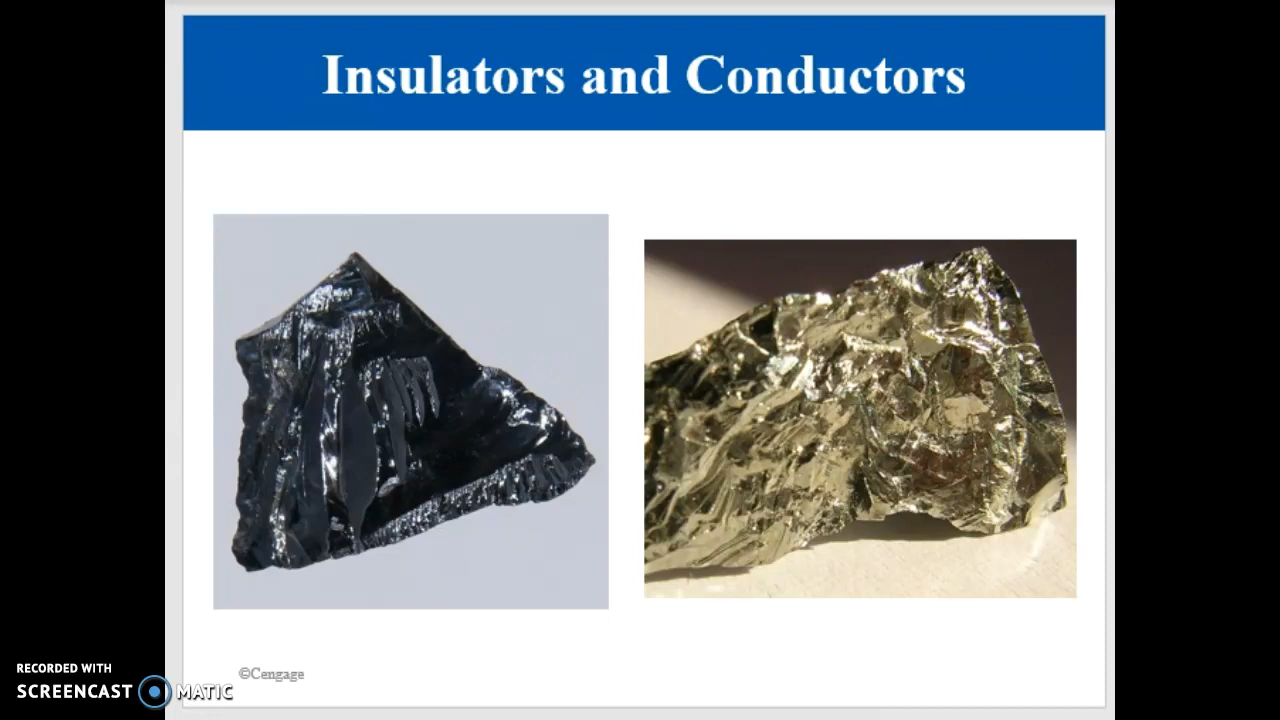 Insulators and Conductors
©Cengage
RECORDED WITH
SCREENCAST MATIC